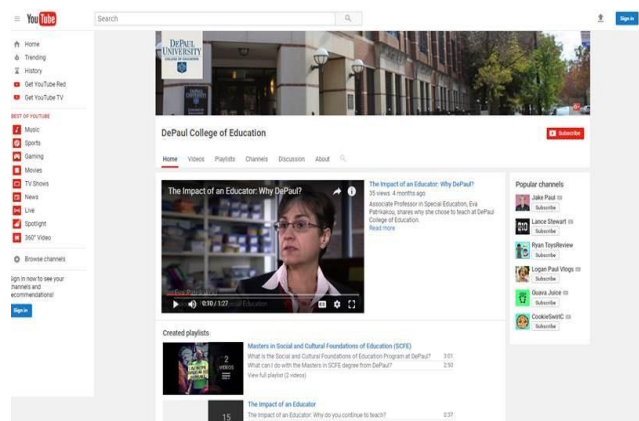 YouTube
Search
Sign in
Home
Trending
History
Get YouTube Red
Get YouTube TV
BEST OF YOUTUBE
Music
Sports
Gaming
Movies
TV Shows
News
Live
Spotlight
360° Video
Browse channels
Sign in now to see your
channels and
recommendations!
Sign in
DEPAUL
UNIVERSITY
COLLEGE OF EDUCATION
DePaul College of Education
Subscribe
Home Videos Playlists Channels Discussion About
The Impact of an Educator: Why DePaul?
0:10 / 1:27
The Impact of an Educator: Why DePaul?
35 views 4 months ago
Associate Professor in Special Education, Eva
Patrikakou, shares why she chose to teach at DePaul
College of Education.
Read more
Created playlists
2
VIDEOS
Masters in Social and Cultural Foundations of Education (SCFE)
What is the Social and Cultural Foundations of Education Program at DePaul? 3:01
What can I do with the Masters in SCFE degree from DePaul? 2:50
View full playlist (2 videos)
15
The Impact of an Educator
The Impact of an Educator: Why do you continue to teach? 0:37
Popular channels
Jake Paul
Subscribe
Lance Stewart
Subscribe
Ryan ToysReview
Subscribe
Logan Paul Vlogs
Subscribe
Guava Juice
Subscribe
CookieSwirlC
Subscribe